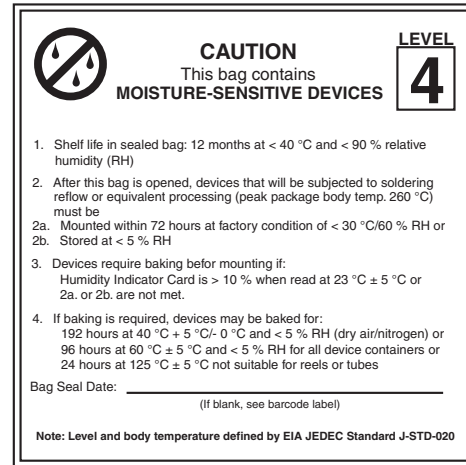 LEVEL
CAUTION
4
This bag contains
MOISTURE-SENSITIVE DEVICES
1. Shelf life in sealed bag: 12 months at < 40 °C and < 90 % relative
humidity (RH)
2. After this bag is opened, devices that will be subjected to soldering
reflow or equivalent processing (peak package body temp. 260 °C)
must be
2a. Mounted within 72 hours at factory condition of < 30 °C/60 % RH or
2b. Stored at < 5 % RH
3. Devices require baking befor mounting if:
Humidity Indicator Card is > 10 % when read at 23 °C ± 5 °C or
2a. or 2b. are not met.
4. If baking is required, devices may be baked for:
192 hours at 40 °C + 5 °C/- 0 °C and < 5 % RH (dry air/nitrogen) or
96 hours at 60 °C ± 5 °C and < 5 % RH for all device containers or
24 hours at 125 °C ± 5 °C not suitable for reels or tubes
Bag Seal Date:
(If blank, see barcode label)
Note: Level and body temperature defined by EIA JEDEC Standard J-STD-020